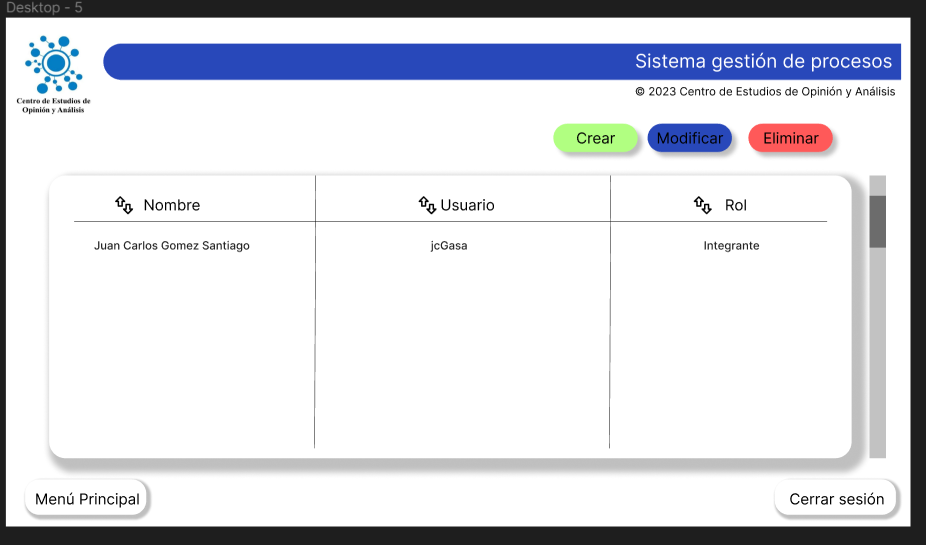 Desktop - 5
Centro de Estudios de
Opinión y Análisis
Sistema gestión de procesos
© 2023 Centro de Estudios de Opinión y Análisis
Crear Modificar Eliminar
Nombre Usuario Rol
Juan Carlos Gomez Santiago jcGasa Integrante
Menú Principal Cerrar sesión